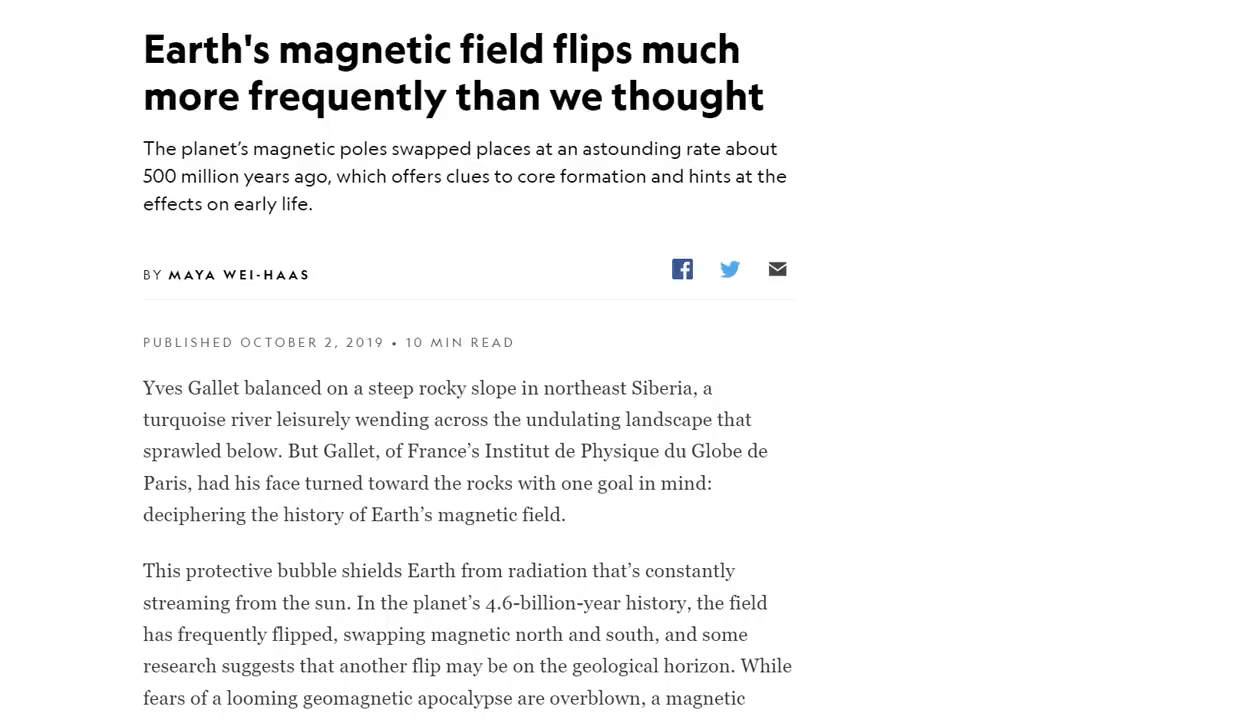 Earth's magnetic field flips much
more frequently than we thought
The planet’s magnetic poles swapped places at an astounding rate about
500 million years ago, which offers clues to core formation and hints at the
effects on early life.
BY MAYA WEI-HAAS
PUBLISHED OCTOBER 2, 2019 • 10 MIN READ
Yves Gallet balanced on a steep rocky slope in northeast Siberia, a
turquoise river leisurely wending across the undulating landscape that
sprawled below. But Gallet, of France’s Institut de Physique du Globe de
Paris, had his face turned toward the rocks with one goal in mind:
deciphering the history of Earth’s magnetic field.
This protective bubble shields Earth from radiation that’s constantly
streaming from the sun. In the planet’s 4.6-billion-year history, the field
has frequently flipped, swapping magnetic north and south, and some
research suggests that another flip may be on the geological horizon. While
fears of a looming geomagnetic apocalypse are overblown, a magnetic